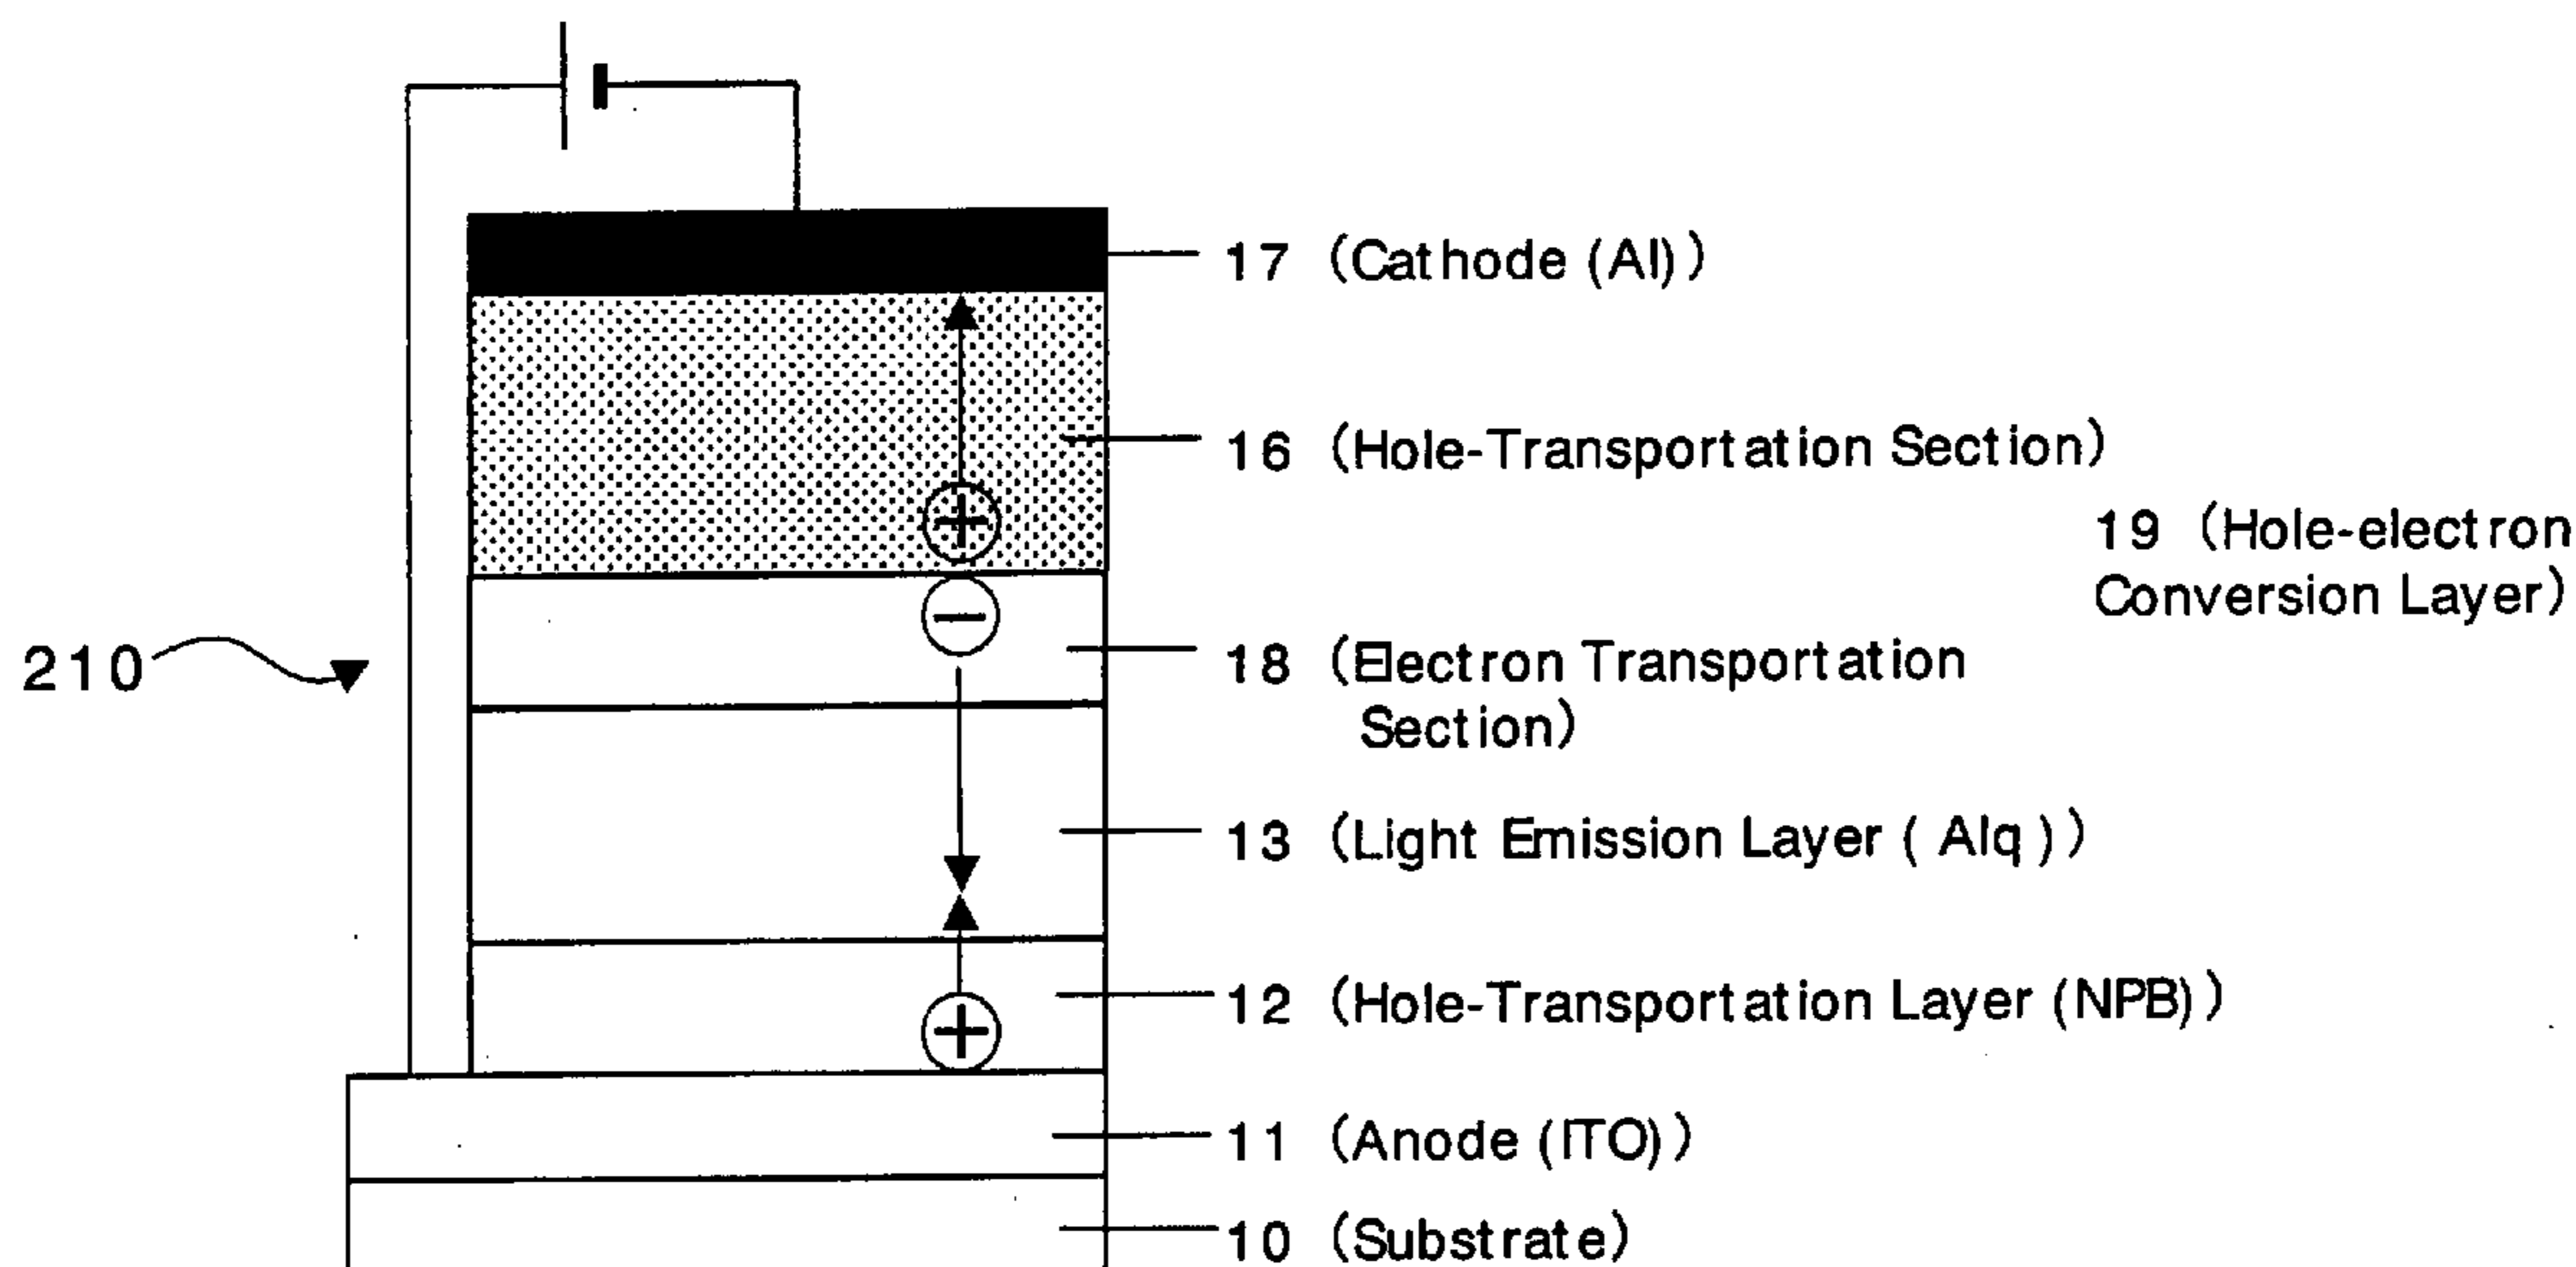 17 (Cathode (Al))
16 (Hole-Transportation Section)
19 (Hole-electron
Conversion Layer)
210
18 (Electron Transportation
Section)
13 (Light Emission Layer ( Alq ))
12 (Hole-Transportation Layer (NPB))
11 (Anode (ITO))
10 (Substrate)